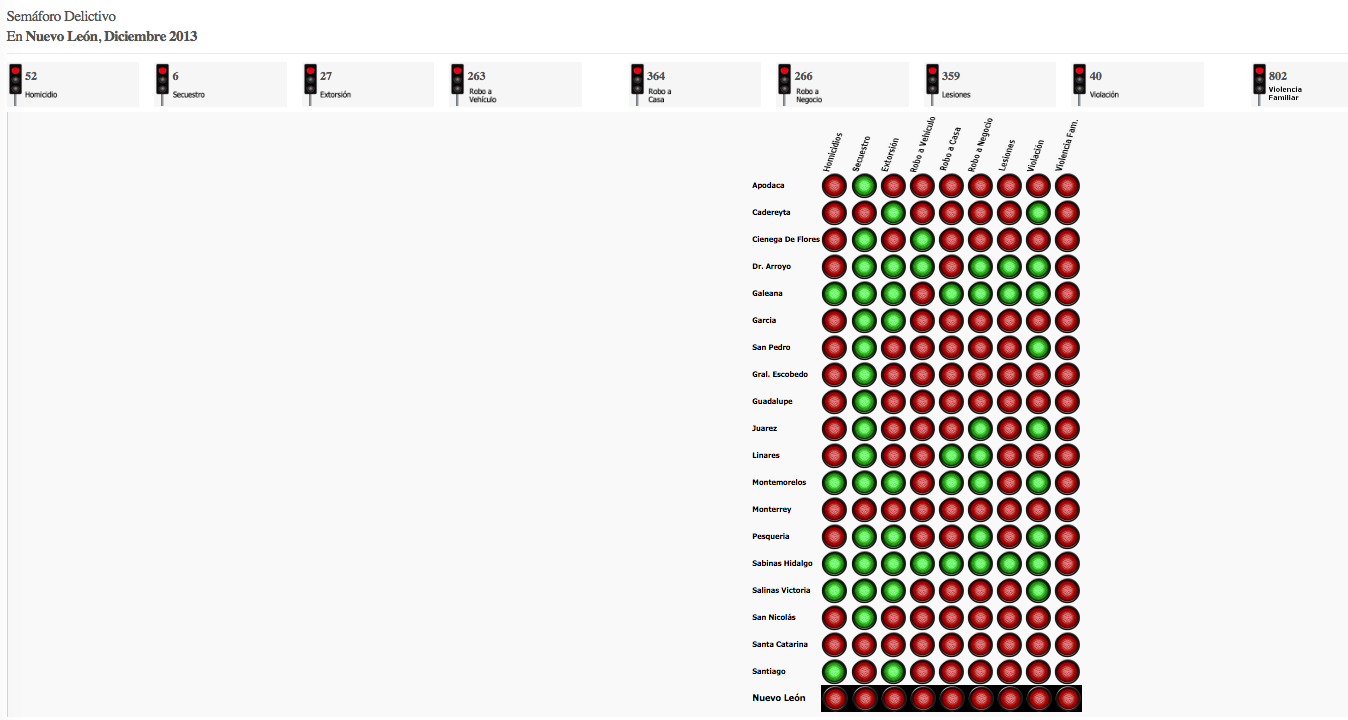 Semáforo Delictivo
En Nuevo León, Diciembre 2013
52
Homicidio
6
Secuestro
27
Extorsión
263
Robo a
Vehículo
364
Robo a
Casa
266
Robo a
Negocio
359
Lesiones
40
Violación
802
Violencia
Familiar
Homicidios
Secuestro
Extorsión
Robo a Vehículo
Robo a Casa
Robo a Negocio
Lesiones
Violación
Violencia Fam.
Apodaca
Cadereyta
Cienega De Flores
Dr. Arroyo
Galeana
Garcia
San Pedro
Gral. Escobedo
Guadalupe
Juarez
Linares
Montemorelos
Monterrey
Pesqueria
Sabinas Hidalgo
Salinas Victoria
San Nicolás
Santa Catarina
Santiago
Nuevo León